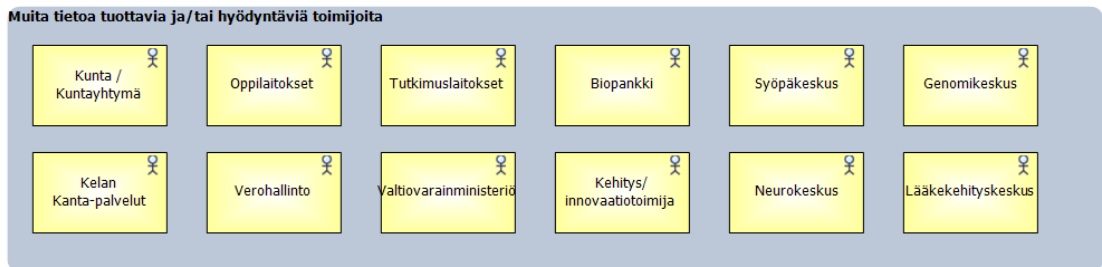 Muita tietoa tuottavia ja/tai hyödyntäviä toimijoita
Kunta /
Kuntayhtymä
Oppilaitokset
Tutkimuslaitokset
Biopankki
Syöpäkeskus
Genomikeskus
Kelan
Kanta-palvelut
Verohallinto
Valtiovarainministeriö
Kehitys/
innovaatiotoimija
Neurokeskus
Lääkekehityskeskus